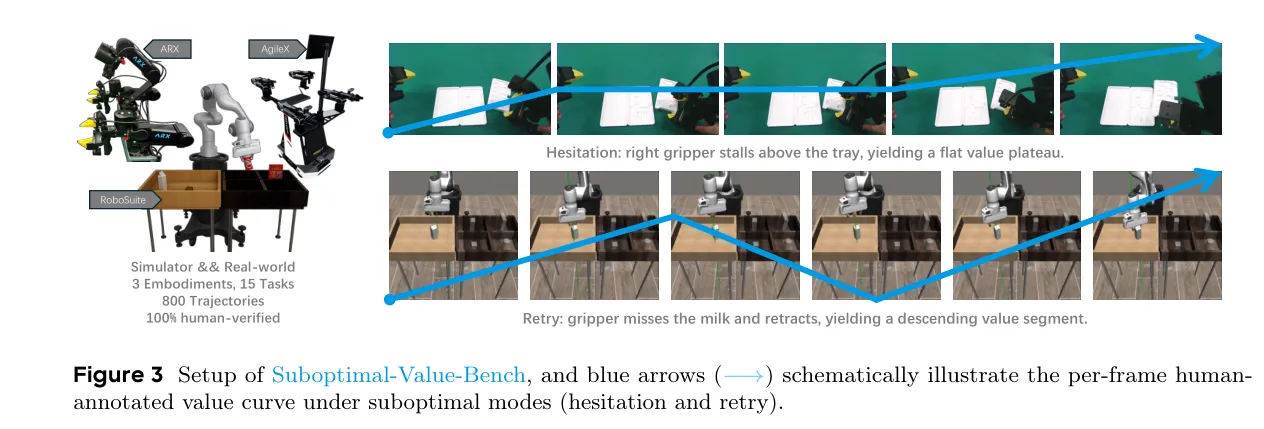 ARX
AgileX
ARX
ARX
RoboSuite
Simulator && Real-world
3 Embodiments, 15 Tasks
800 Trajectories
100% human-verified
Hesitation: right gripper stalls above the tray, yielding a flat value plateau.
Retry: gripper misses the milk and retracts, yielding a descending value segment.
Figure 3 Setup of Suboptimal-Value-Bench, and blue arrows (⟶) schematically illustrate the per-frame human-
annotated value curve under suboptimal modes (hesitation and retry).